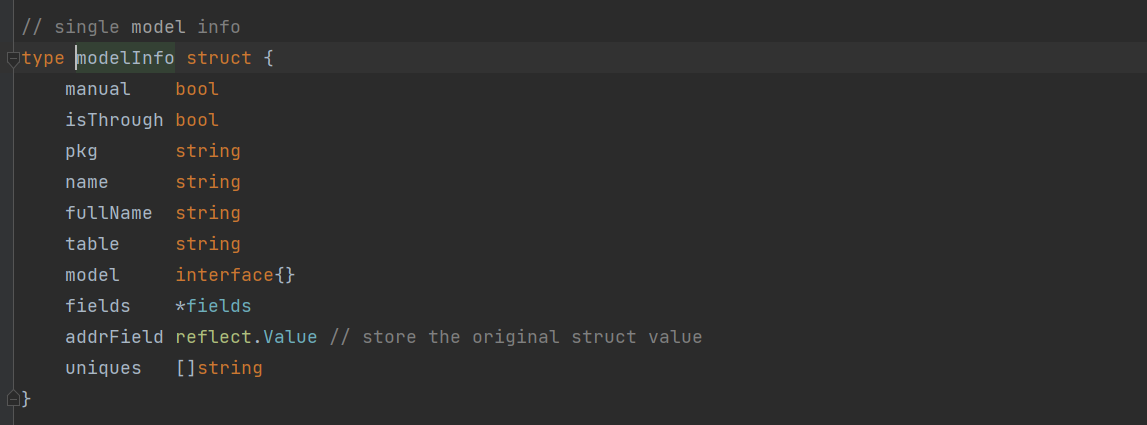 // single model info
type modelInfo struct {
    manual    bool
    isThrough bool
    pkg       string
    name      string
    fullName  string
    table     string
    model     interface{}
    fields    *fields
    addrField reflect.Value // store the original struct value
    uniques   []string
}